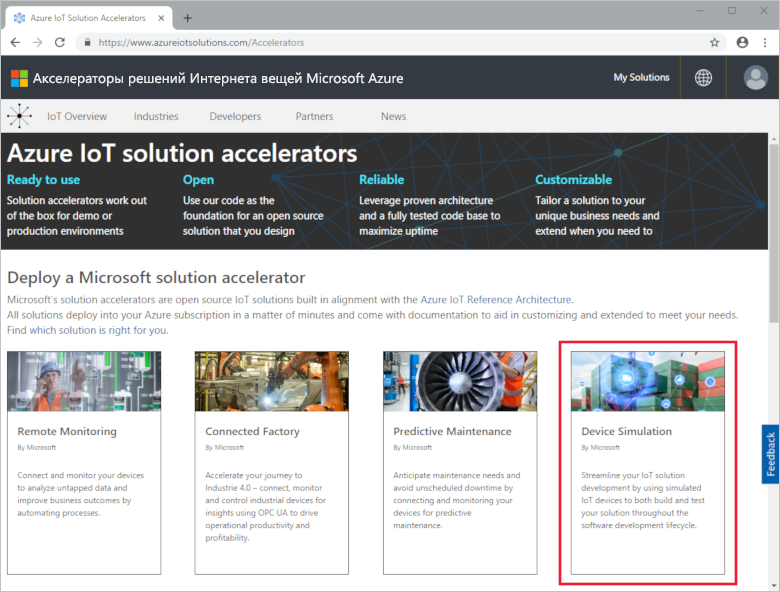 Azure IoT Solution Accelerators
https://www.azureiotsolutions.com/Accelerators
Акселераторы решений Интернета вещей Microsoft Azure
My Solutions
IoT Overview Industries Developers Partners News
Azure IoT solution accelerators
Ready to use
Solution accelerators work out
of the box for demo or
production environments
Open
Use our code as the
foundation for an open source
solution that you design
Reliable
Leverage proven architecture
and a fully tested code base to
maximize uptime
Customizable
Tailor a solution to your
unique business needs and
extend when you need to
Deploy a Microsoft solution accelerator
Microsoft's solution accelerators are open source IoT solutions built in alignment with the Azure IoT Reference Architecture.
All solutions deploy into your Azure subscription in a matter of minutes and come with documentation to aid in customizing and extended to meet your needs.
Find which solution is right for you.
Remote Monitoring
By Microsoft
Connect and monitor your devices
to analyze untapped data and
improve business outcomes by
automating processes.
Connected Factory
By Microsoft
Accelerate your journey to
Industrie 4.0 – connect, monitor
and control industrial devices for
insights using OPC UA to drive
operational productivity and
profitability.
Predictive Maintenance
By Microsoft
Anticipate maintenance needs and
avoid unscheduled downtime by
connecting and monitoring your
devices for predictive
maintenance.
Device Simulation
By Microsoft
Streamline your IoT solution
development by using simulated
IoT devices to both build and test
your solution throughout the
software development lifecycle.
Feedback